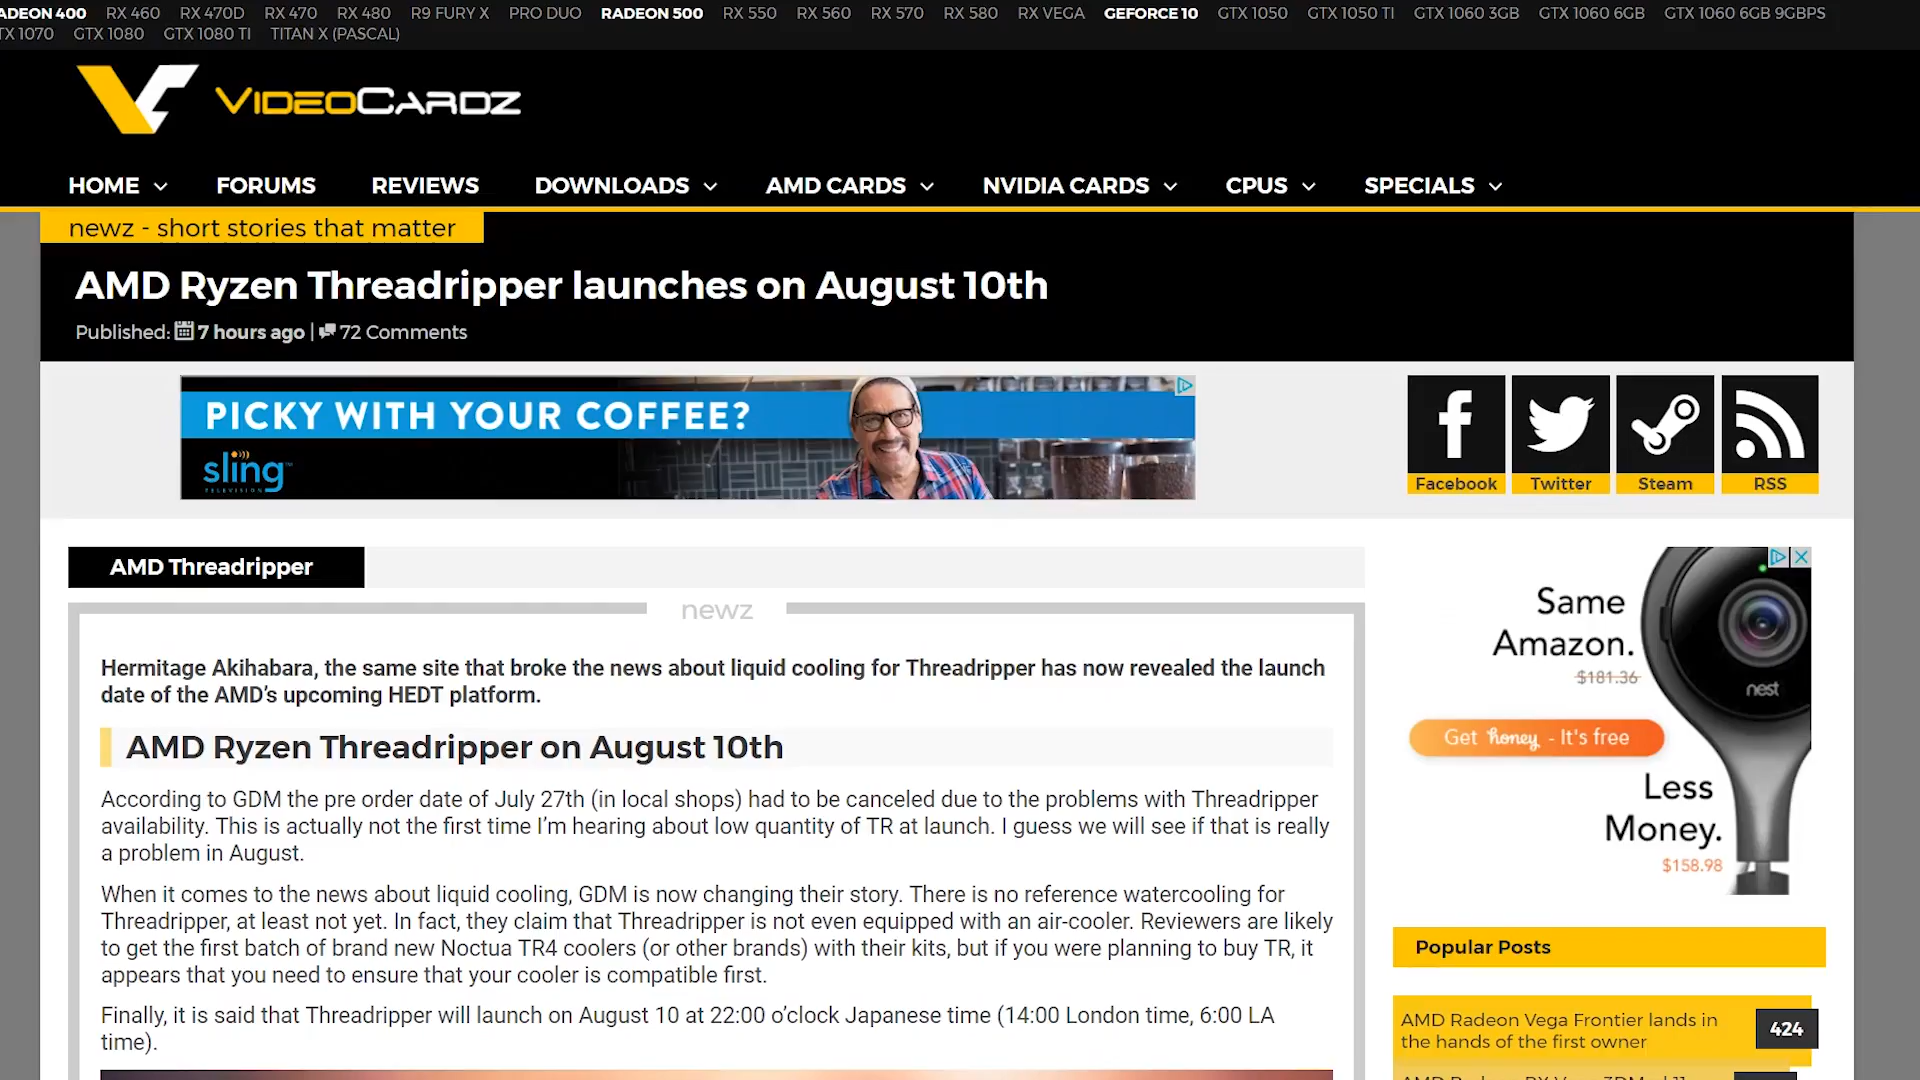 ADEON 400 RX 460 RX 470D RX 470 RX 480 R9 FURY X PRO DUO RADEON 500 RX 550 RX 560 RX 570 RX 580 RX VEGA GEFORCE 10 GTX 1050 GTX 1050 TI GTX 1060 3GB GTX 1060 6GB GTX 1060 6GB 9GBPS
TX 1070 GTX 1080 GTX 1080 TI TITAN X (PASCAL)
VIDEOCARDZ
HOME FORUMS REVIEWS DOWNLOADS AMD CARDS NVIDIA CARDS CPUS SPECIALS
newz - short stories that matter
AMD Ryzen Threadripper launches on August 10th
Published: 7 hours ago | 72 Comments
PICKY WITH YOUR COFFEE?
sling
TELEVISION
Facebook Twitter Steam RSS
AMD Threadripper
newz
Hermitage Akihabara, the same site that broke the news about liquid cooling for Threadripper has now revealed the launch
date of the AMD's upcoming HEDT platform.
AMD Ryzen Threadripper on August 10th
According to GDM the pre order date of July 27th (in local shops) had to be canceled due to the problems with Threadripper
availability. This is actually not the first time I'm hearing about low quantity of TR at launch. I guess we will see if that is really
a problem in August.
When it comes to the news about liquid cooling, GDM is now changing their story. There is no reference watercooling for
Threadripper, at least not yet. In fact, they claim that Threadripper is not even equipped with an air-cooler. Reviewers are likely
to get the first batch of brand new Noctua TR4 coolers (or other brands) with their kits, but if you were planning to buy TR, it
appears that you need to ensure that your cooler is compatible first.
Finally, it is said that Threadripper will launch on August 10 at 22:00 o'clock Japanese time (14:00 London time, 6:00 LA
time).
Same
Amazon.
$181.36
nest
Get honey - It's free
Less
Money.
$158.98
Popular Posts
AMD Radeon Vega Frontier lands in
the hands of the first owner
424